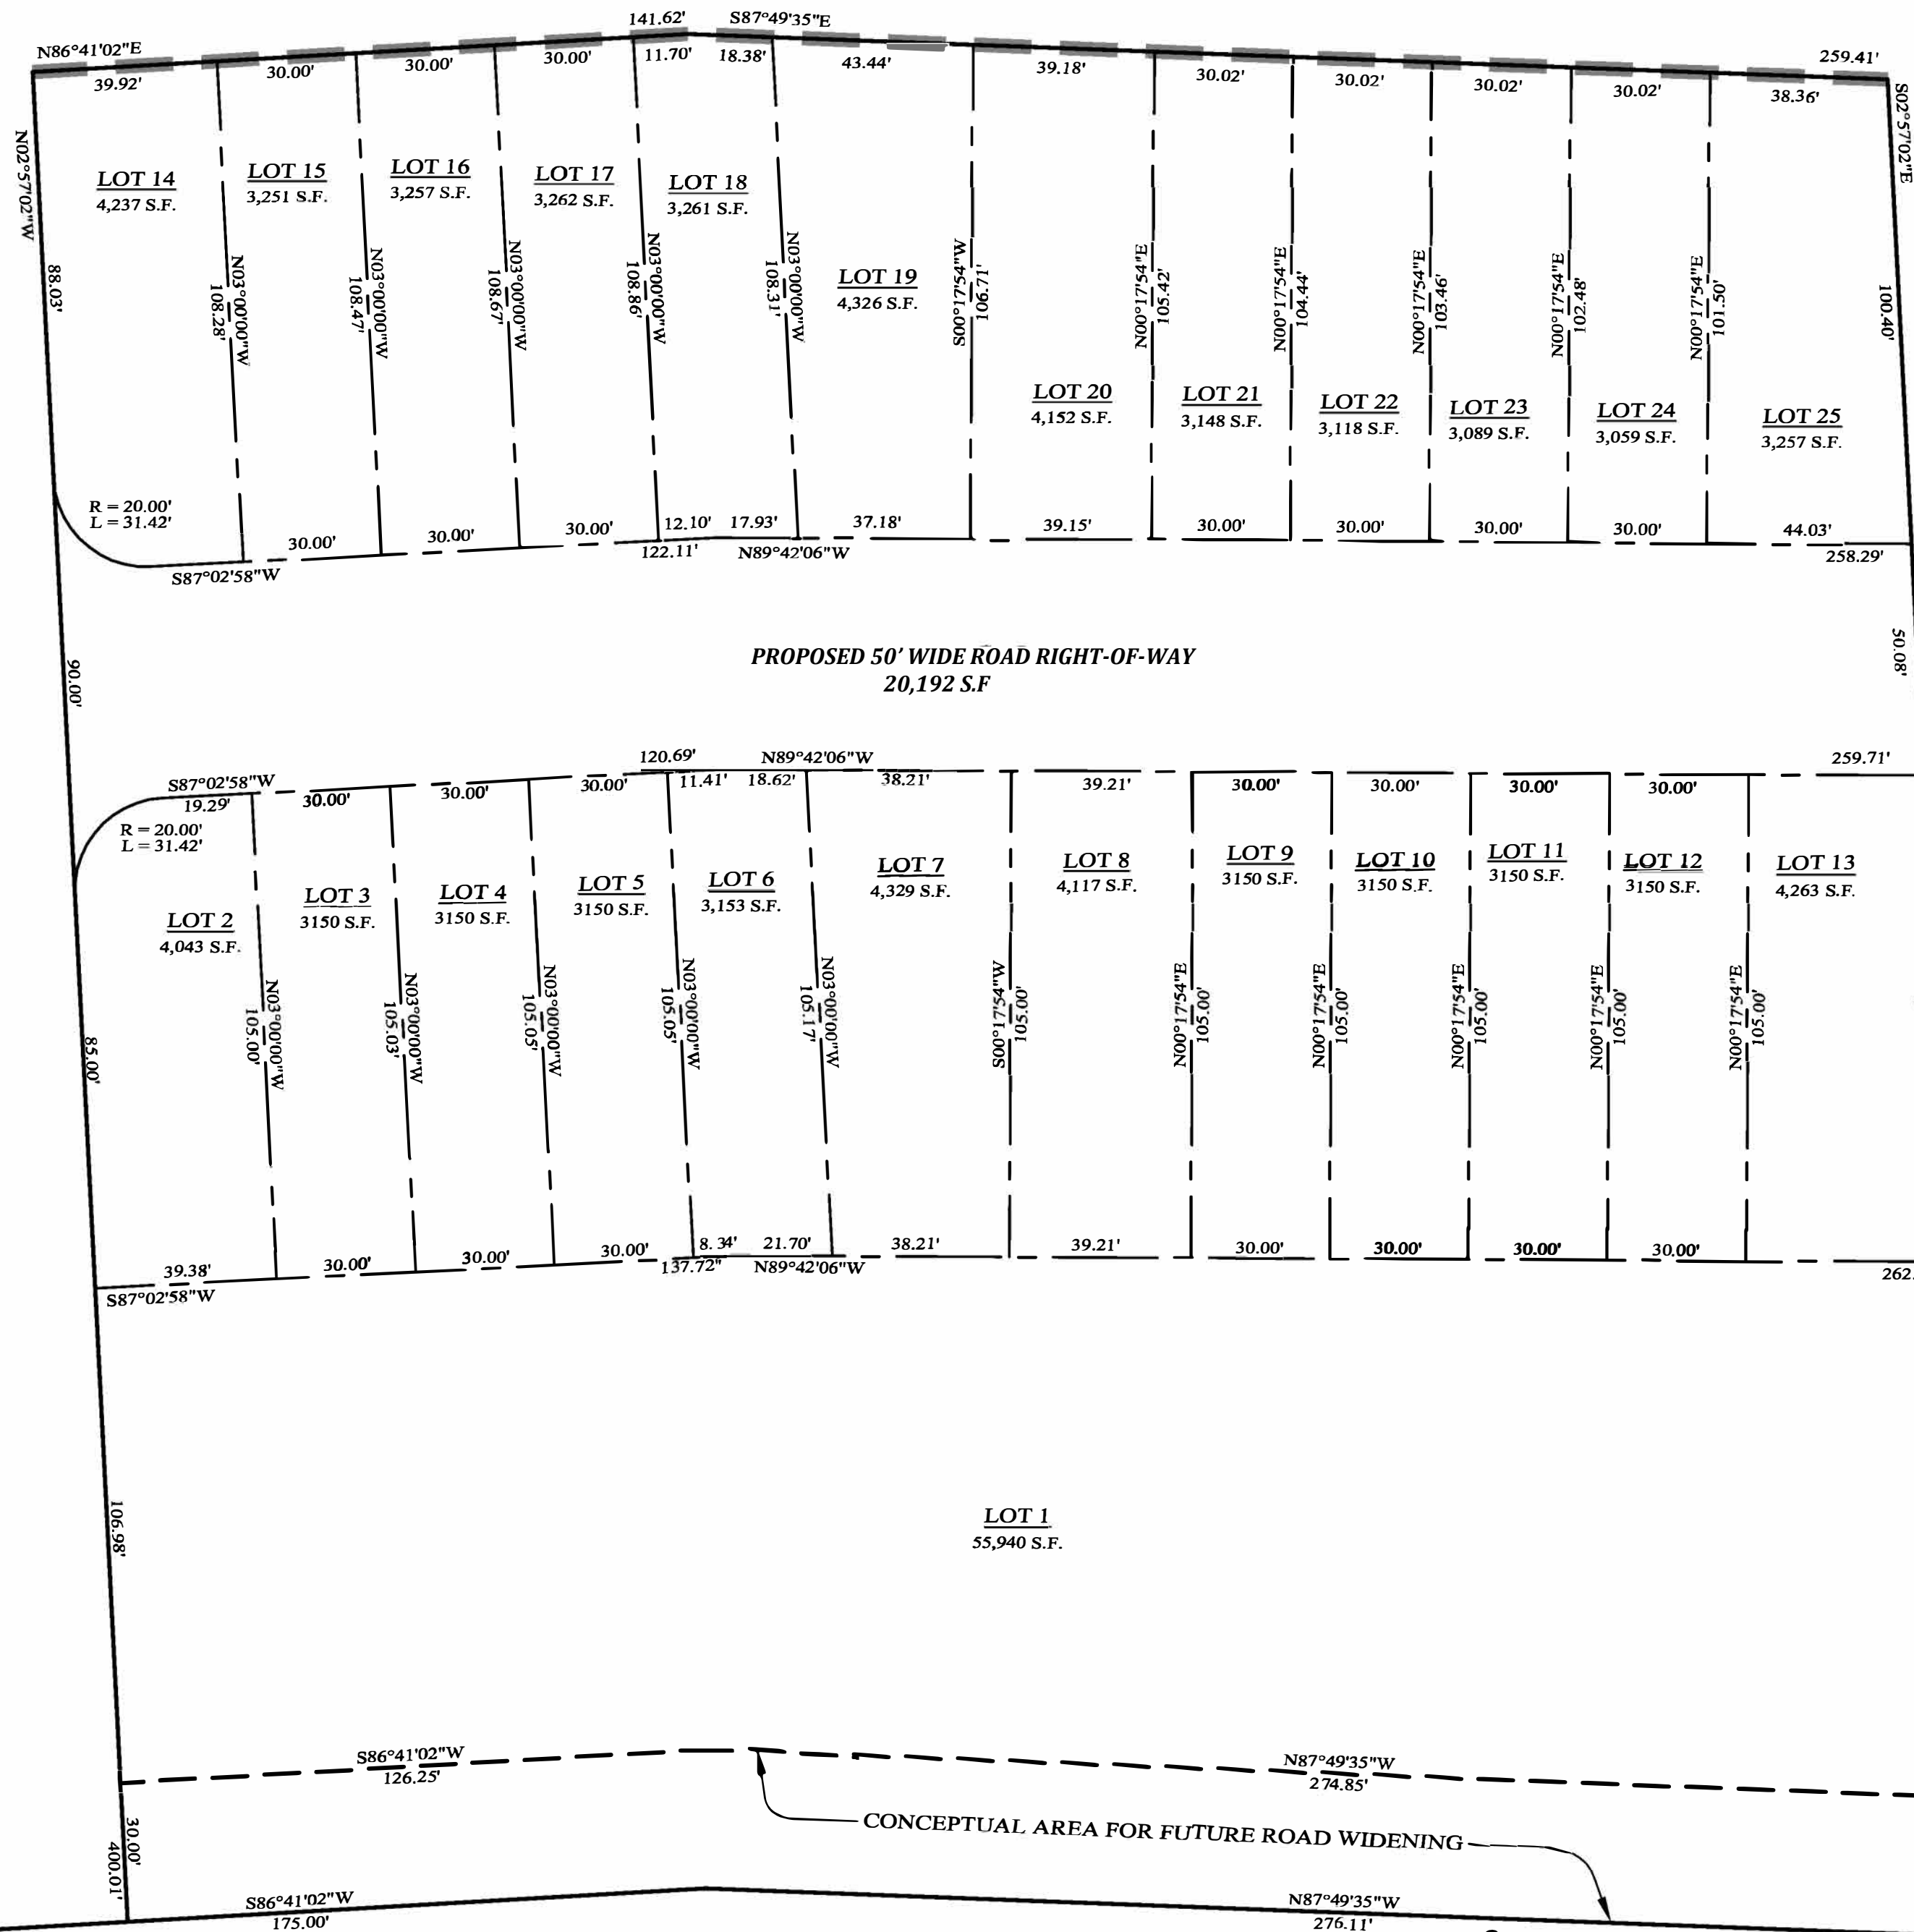 141.62'
S87°49'35"E
N86°41'02"E
39.92'
30.00'
30.00'
30.00'
11.70'
18.38'
43.44'
39.18'
30.02'
30.02'
30.02'
30.02'
259.41'
38.36'
N02°57'02"W
88.03'
S02°57'02"E
100.40'
LOT 14
4,237 S.F.
LOT 15
3,251 S.F.
LOT 16
3,257 S.F.
LOT 17
3,262 S.F.
LOT 18
3,261 S.F.
LOT 19
4,326 S.F.
LOT 20
4,152 S.F.
LOT 21
3,148 S.F.
LOT 22
3,118 S.F.
LOT 23
3,089 S.F.
LOT 24
3,059 S.F.
LOT 25
3,257 S.F.
N03°00'00"W
108.28'
N03°00'00"W
108.47'
N03°00'00"W
108.67'
N03°00'00"W
108.86'
N03°00'00"W
108.31'
S00°17'54"W
106.71'
N00°17'54"E
105.42'
N00°17'54"E
104.44'
N00°17'54"E
103.46'
N00°17'54"E
102.48'
N00°17'54"E
101.50'
R = 20.00'
L = 31.42'
S87°02'58"W
30.00'
30.00'
30.00'
12.10'
17.93'
37.18'
39.15'
30.00'
30.00'
30.00'
30.00'
44.03'
122.11'
N89°42'06"W
258.29'
PROPOSED 50' WIDE ROAD RIGHT-OF-WAY
20,192 S.F
90.00'
50.08'
120.69'
N89°42'06"W
259.71'
S87°02'58"W
19.29'
30.00'
30.00'
30.00'
11.41'
18.62'
38.21'
39.21'
30.00'
30.00'
30.00'
30.00'
R = 20.00'
L = 31.42'
LOT 2
4,043 S.F.
LOT 3
3150 S.F.
LOT 4
3150 S.F.
LOT 5
3150 S.F.
LOT 6
3,153 S.F.
LOT 7
4,329 S.F.
LOT 8
4,117 S.F.
LOT 9
3150 S.F.
LOT 10
3150 S.F.
LOT 11
3150 S.F.
LOT 12
3150 S.F.
LOT 13
4,263 S.F.
85.00'
N03°00'00"W
105.00'
N03°00'00"W
105.03'
N03°00'00"W
105.05'
N03°00'00"W
105.05'
N03°00'00"W
105.17'
S00°17'54"W
105.00'
N00°17'54"E
105.00'
N00°17'54"E
105.00'
N00°17'54"E
105.00'
N00°17'54"E
105.00'
N00°17'54"E
105.00'
39.38'
30.00'
30.00'
30.00'
8.34'
21.70'
38.21'
39.21'
30.00'
30.00'
30.00'
30.00'
S87°02'58"W
137.72"
N89°42'06"W
262.
106.98'
LOT 1
55,940 S.F.
S86°41'02"W
126.25'
N87°49'35"W
274.85'
CONCEPTUAL AREA FOR FUTURE ROAD WIDENING
30.00'
400.01'
S86°41'02"W
175.00'
N87°49'35"W
276.11'